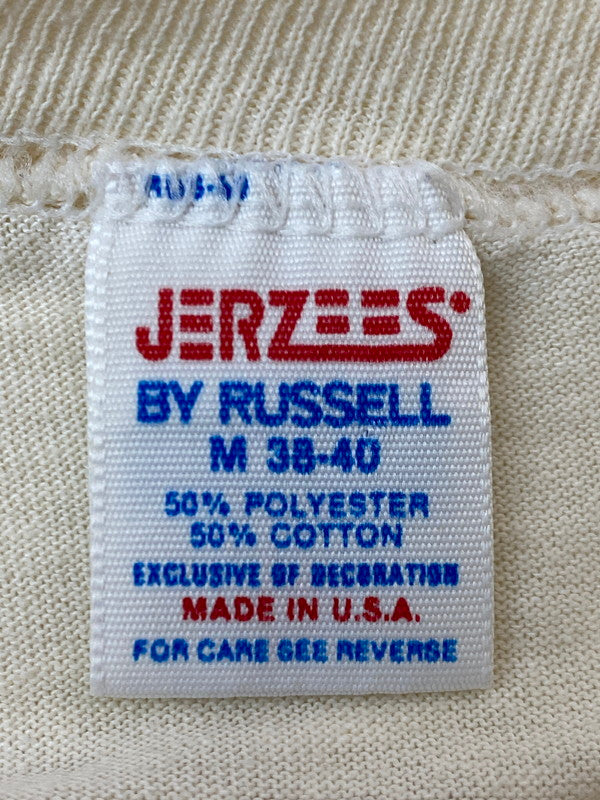 JERZEES
BY RUSSELL
M 38-40
50% POLYESTER
50% COTTON
EXCLUSIVE OF DECORATION
MADE IN U.S.A.
FOR CARE SEE REVERSE